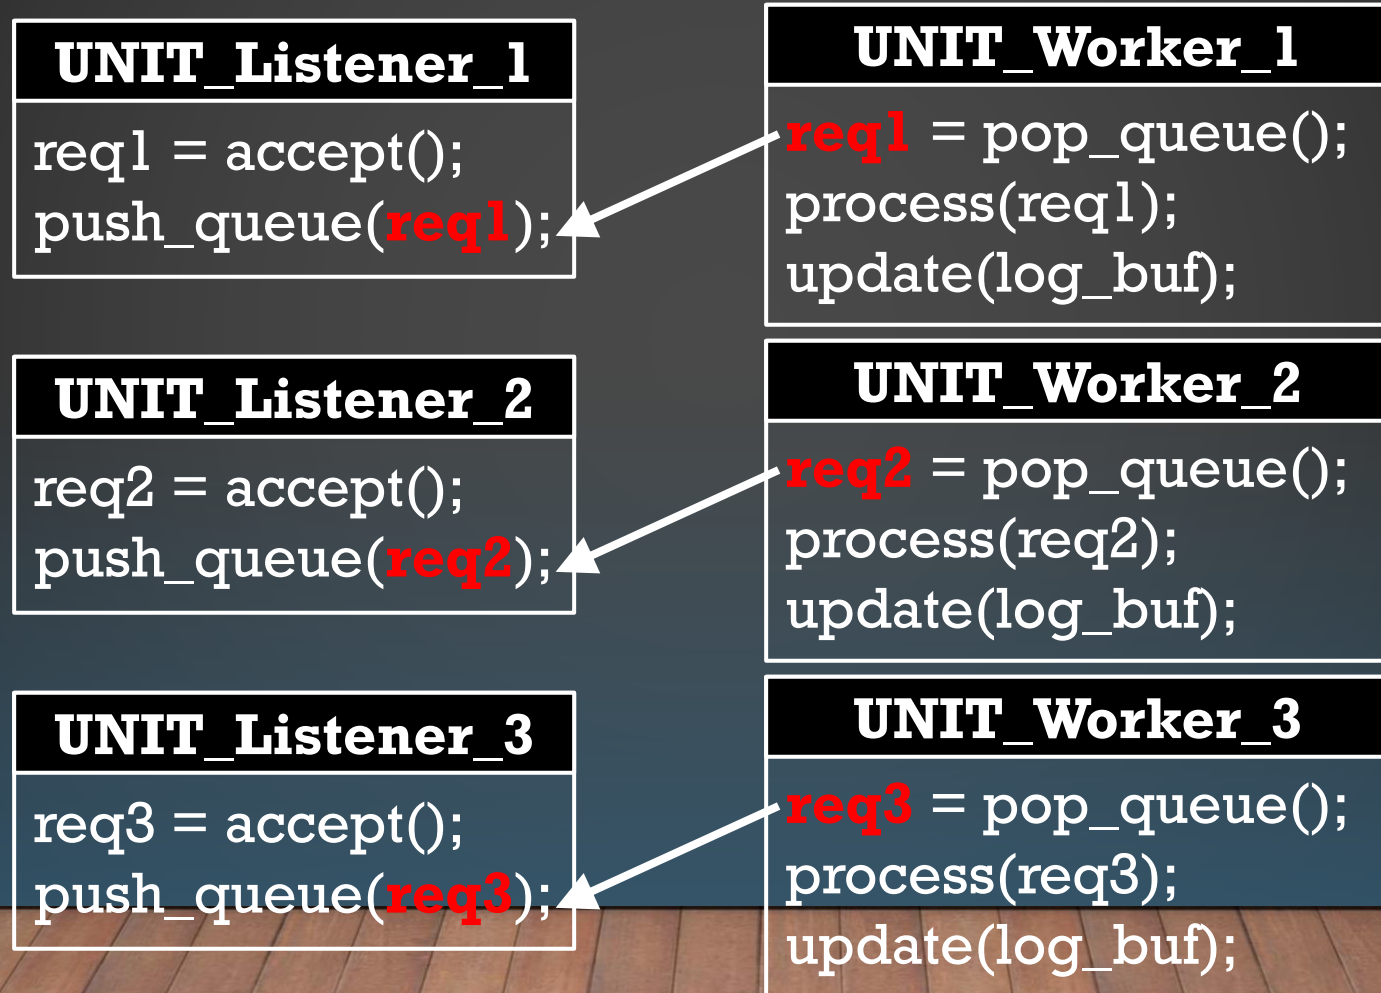 UNIT_Listener_1
req1 = accept();
push_queue(req1);
UNIT_Worker_1
req1 = pop_queue();
process(req1);
update(log_buf);
UNIT_Listener_2
req2 = accept();
push_queue(req2);
UNIT_Worker_2
req2 = pop_queue();
process(req2);
update(log_buf);
UNIT_Listener_3
req3 = accept();
push_queue(req3);
UNIT_Worker_3
req3 = pop_queue();
process(req3);
update(log_buf);